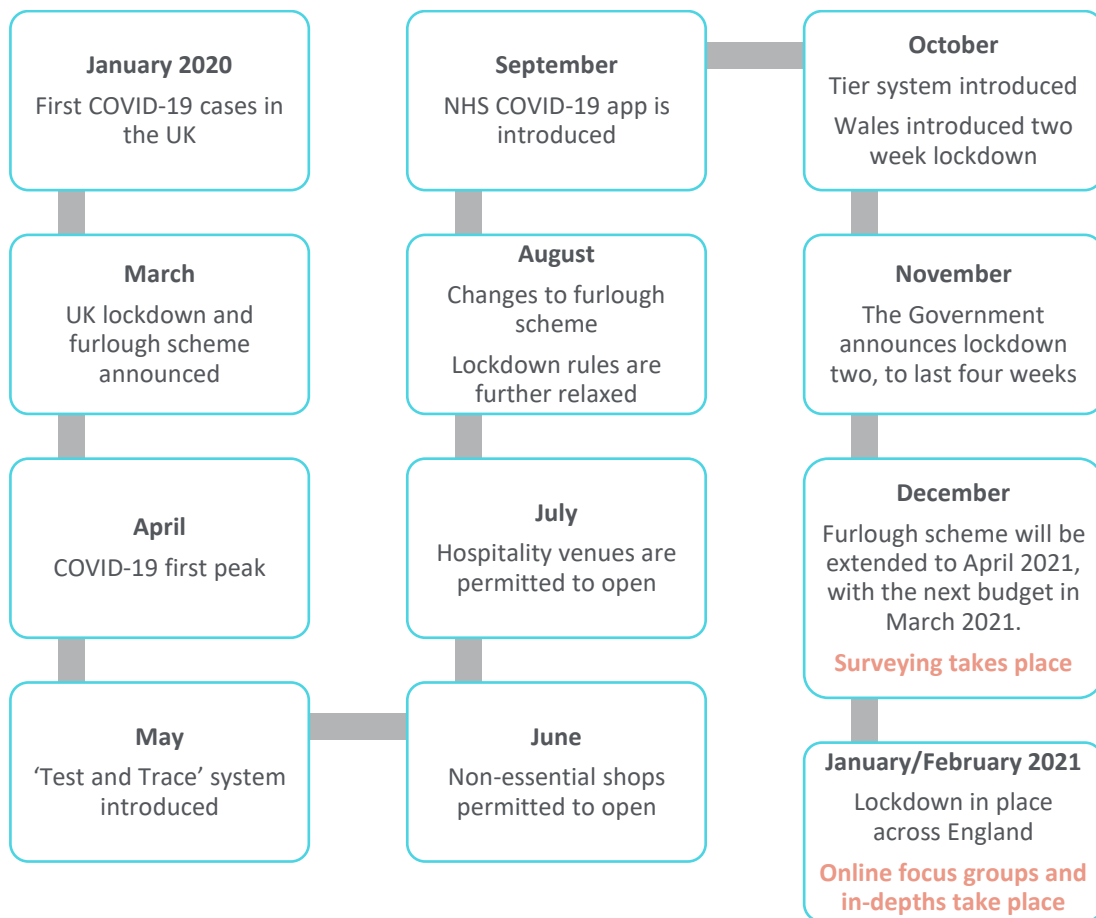 January 2020
First COVID-19 cases in
the UK
March
UK lockdown and
furlough scheme
announced
April
COVID-19 first peak
May
‘Test and Trace’ system
introduced
June
Non-essential shops
permitted to open
July
Hospitality venues are
permitted to open
August
Changes to furlough
scheme
Lockdown rules are
further relaxed
September
NHS COVID-19 app is
introduced
October
Tier system introduced
Wales introduced two
week lockdown
November
The Government
announces lockdown
two, to last four weeks
December
Furlough scheme will be
extended to April 2021,
with the next budget in
March 2021.
Surveying takes place
January/February 2021
Lockdown in place
across England
Online focus groups and
in-depths take place